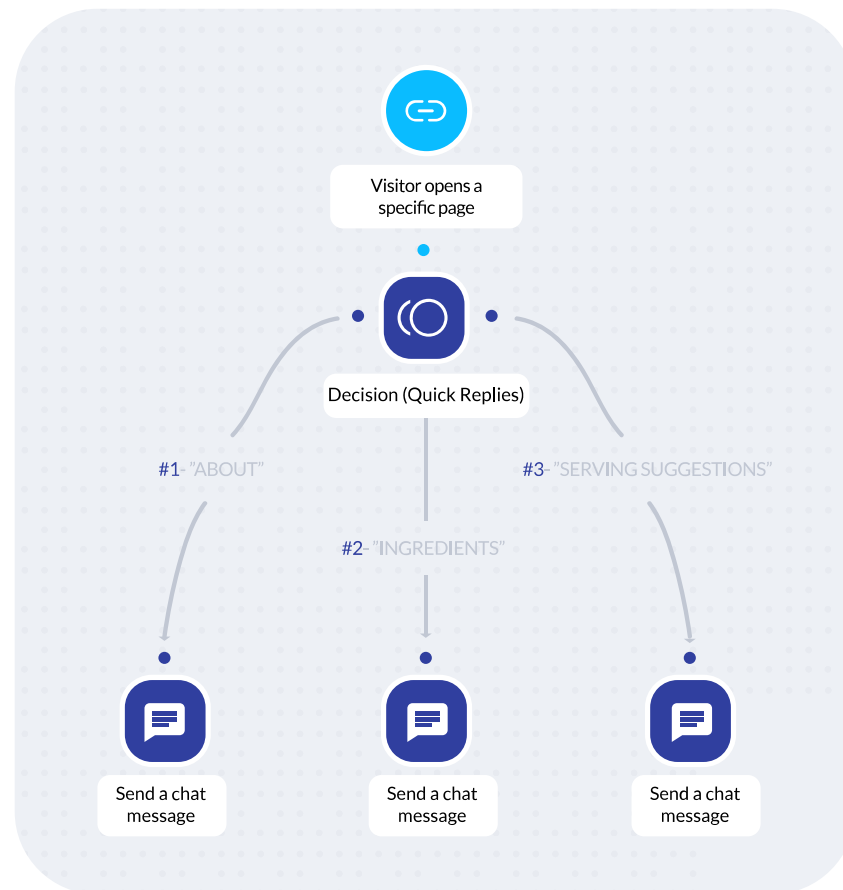 Visitor opens a
specific page
Decision (Quick Replies)
#1- "ABOUT"
#3- "SERVING SUGGESTIONS"
#2- "INGREDIENTS"
Send a chat
message
Send a chat
message
Send a chat
message